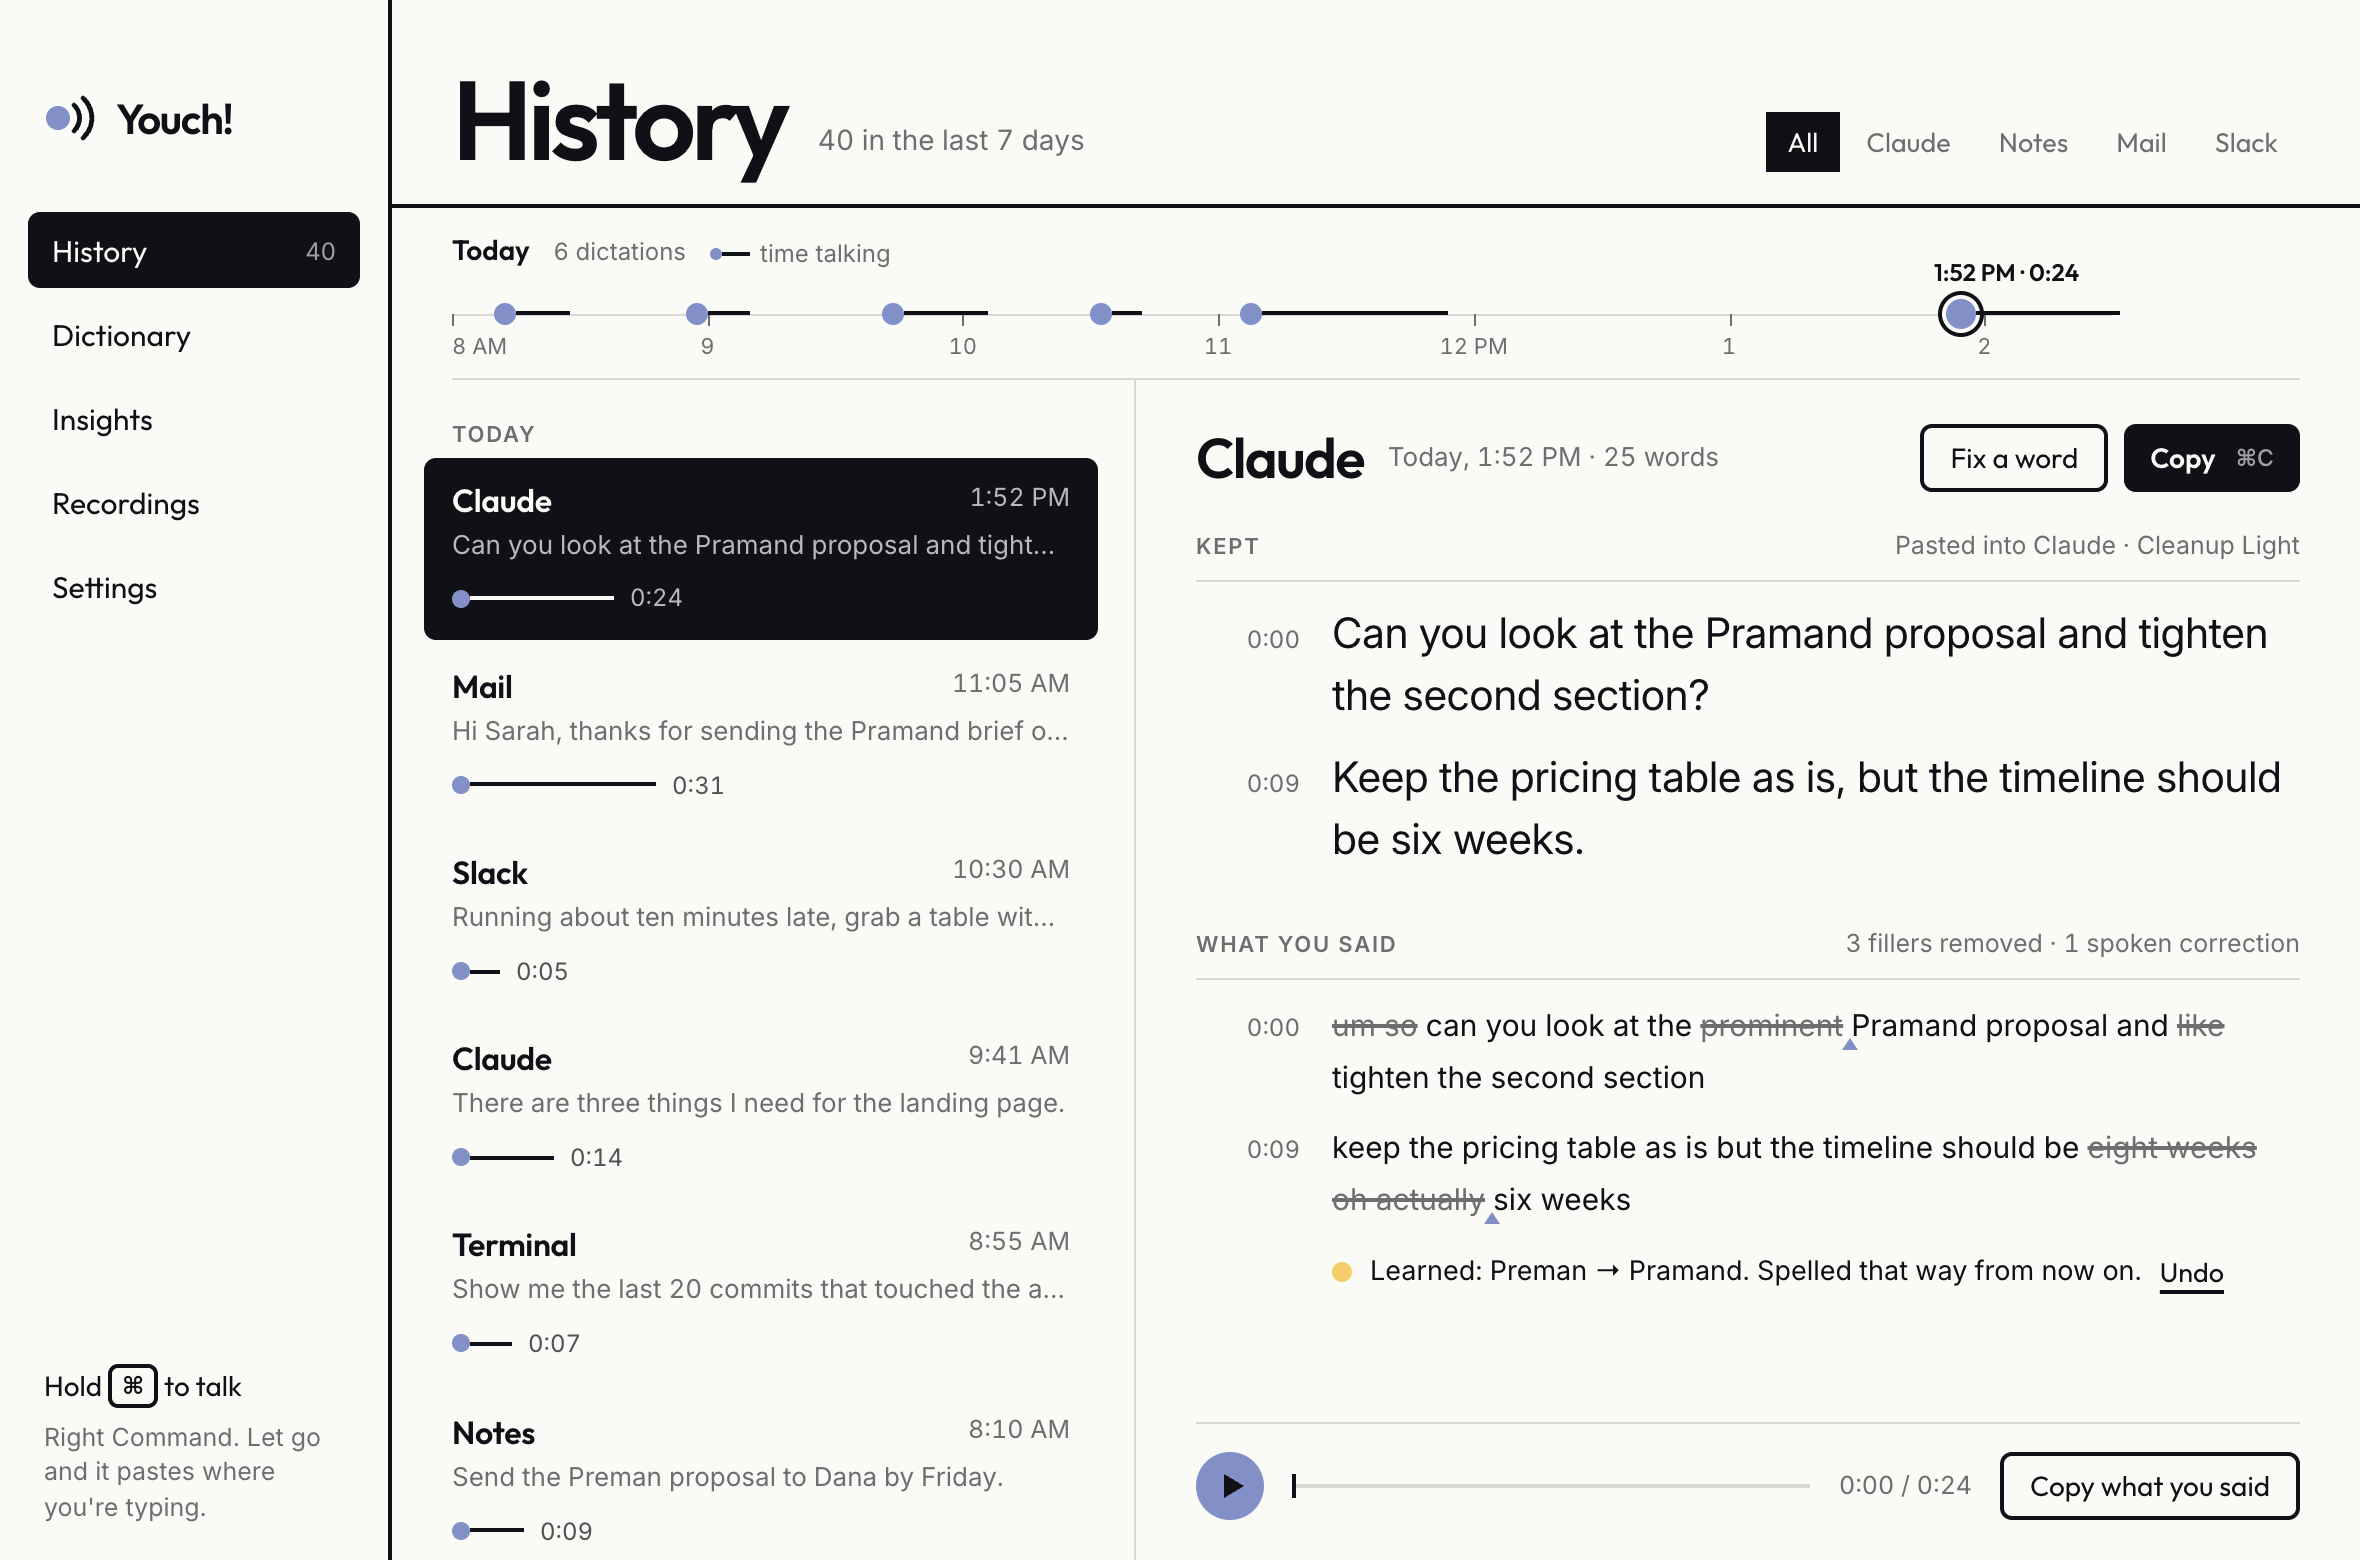 Youch!
History 40
Dictionary
Insights
Recordings
Settings
Hold ⌘ to talk
Right Command. Let go
and it pastes where
you're typing.
History 40 in the last 7 days
All Claude Notes Mail Slack
Today 6 dictations time talking
1:52 PM · 0:24
8 AM 9 10 11 12 PM 1 2
TODAY
Claude 1:52 PM
Can you look at the Pramand proposal and tight...
0:24
Mail 11:05 AM
Hi Sarah, thanks for sending the Pramand brief o...
0:31
Slack 10:30 AM
Running about ten minutes late, grab a table wit...
0:05
Claude 9:41 AM
There are three things I need for the landing page.
0:14
Terminal 8:55 AM
Show me the last 20 commits that touched the a...
0:07
Notes 8:10 AM
Send the Preman proposal to Dana by Friday.
0:09
Claude Today, 1:52 PM · 25 words
Fix a word Copy ⌘C
KEPT Pasted into Claude · Cleanup Light
0:00 Can you look at the Pramand proposal and tighten
the second section?
0:09 Keep the pricing table as is, but the timeline should
be six weeks.
WHAT YOU SAID 3 fillers removed · 1 spoken correction
0:00 um so can you look at the prominent Pramand proposal and like
tighten the second section
0:09 keep the pricing table as is but the timeline should be eight weeks
oh actually six weeks
Learned: Preman → Pramand. Spelled that way from now on. Undo
0:00 / 0:24 Copy what you said